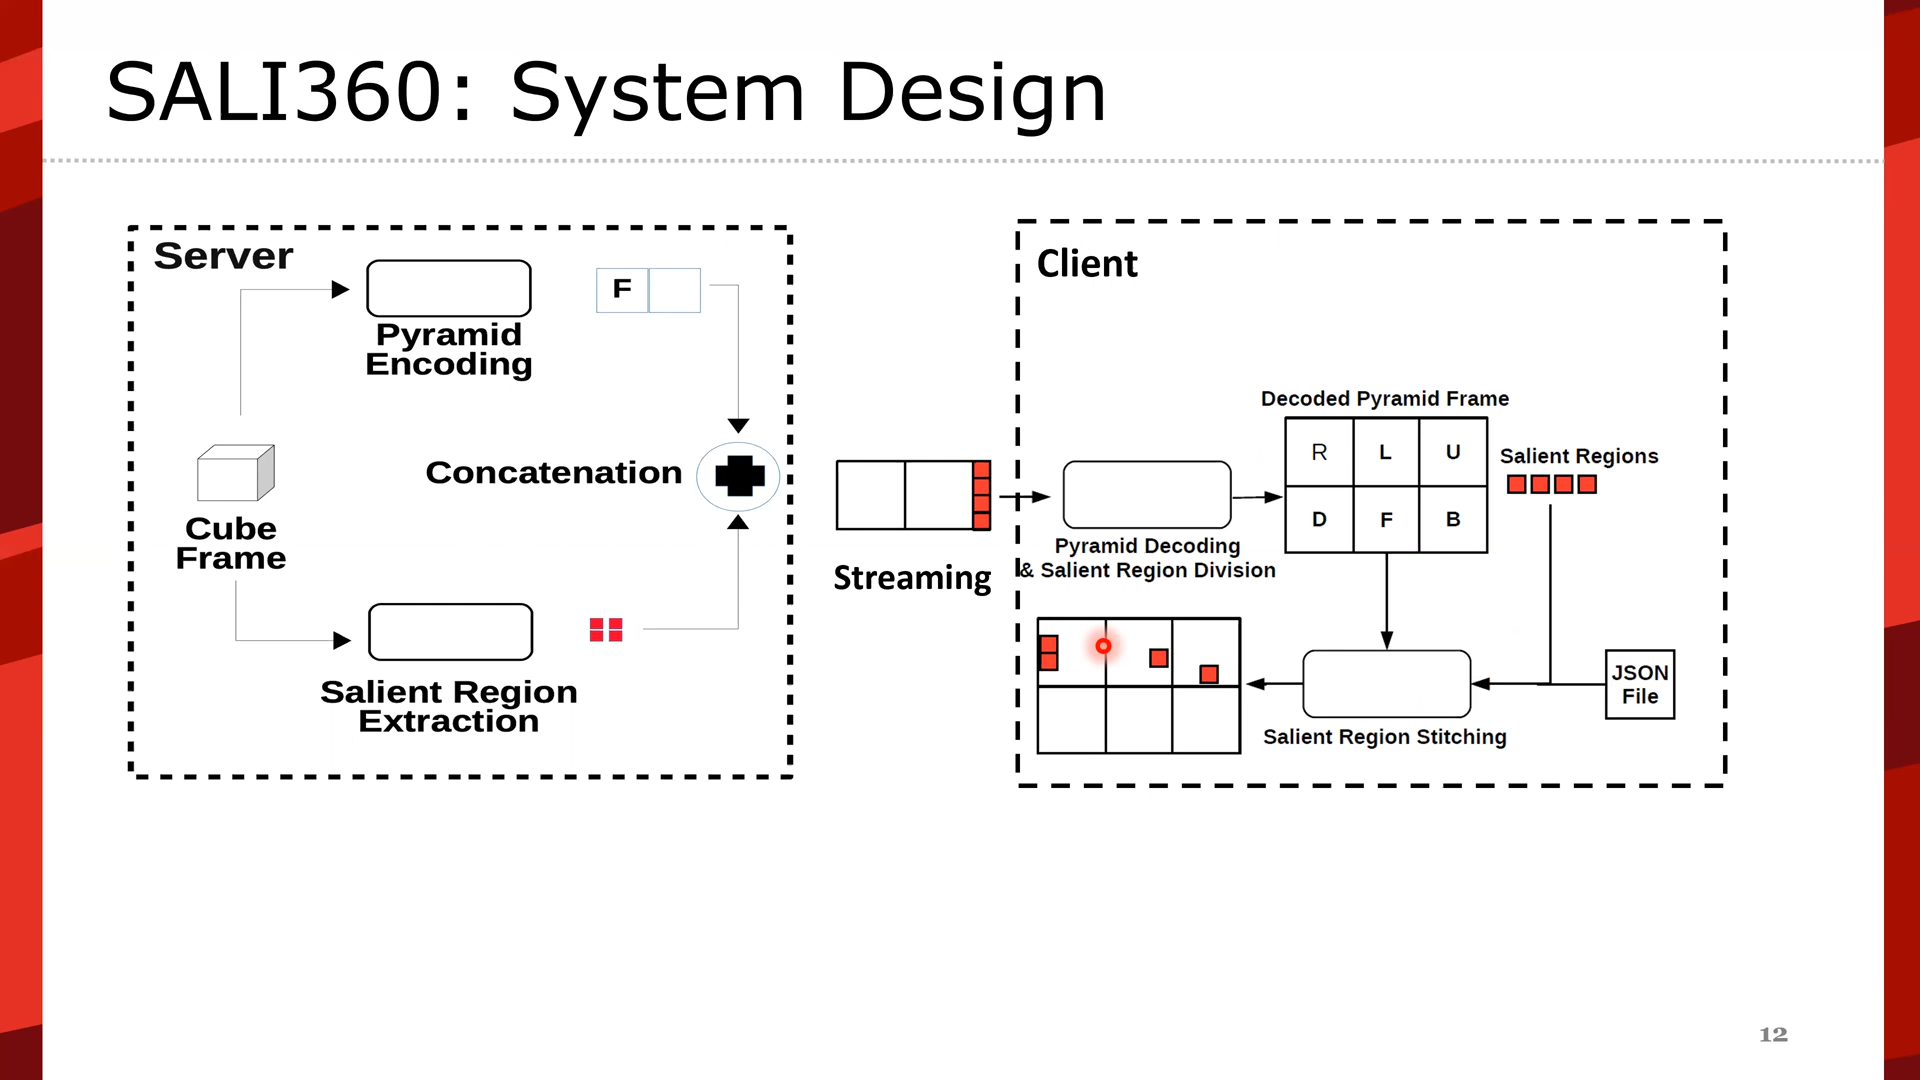 SALI360: System Design
Server
F
Pyramid
Encoding
Concatenation
Cube
Frame
Salient Region
Extraction
Streaming
Client
Decoded Pyramid Frame
R L U
D F B
Salient Regions
Pyramid Decoding
& Salient Region Division
JSON
File
Salient Region Stitching
12